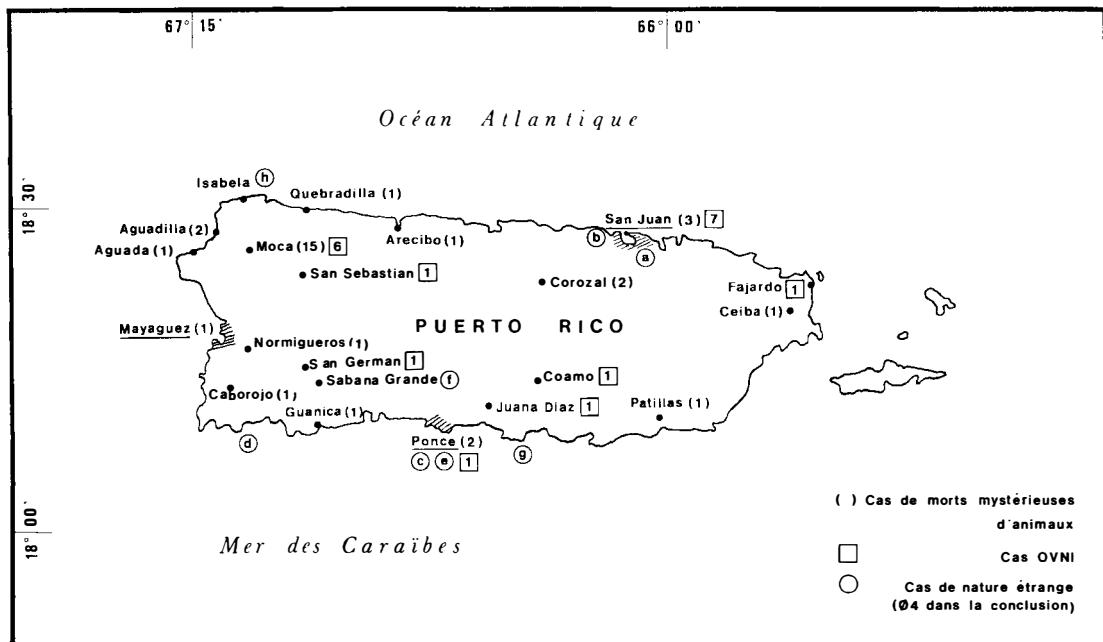 67° 15'
66° 00'
Océan Atlantique
18° 30'
Isabela h
Quebradilla (1)
Aguadilla (2)
Arecibo (1)
San Juan (3) 7
b
a
Aguada (1)
Moca (15) 6
San Sebastian 1
Corozal (2)
Fajardo 1
Ceiba (1)
Mayaguez (1)
PUERTO RICO
Normigueros (1)
San German 1
Sabana Grande f
Coamo 1
Caborojo (1)
Juana Diaz 1
Patillas (1)
Guanica (1)
d
Ponce (2)
c e 1
g
18° 00'
Mer des Caraïbes
( ) Cas de morts mystérieuses
d'animaux
Cas OVNI
Cas de nature étrange
(Ø4 dans la conclusion)